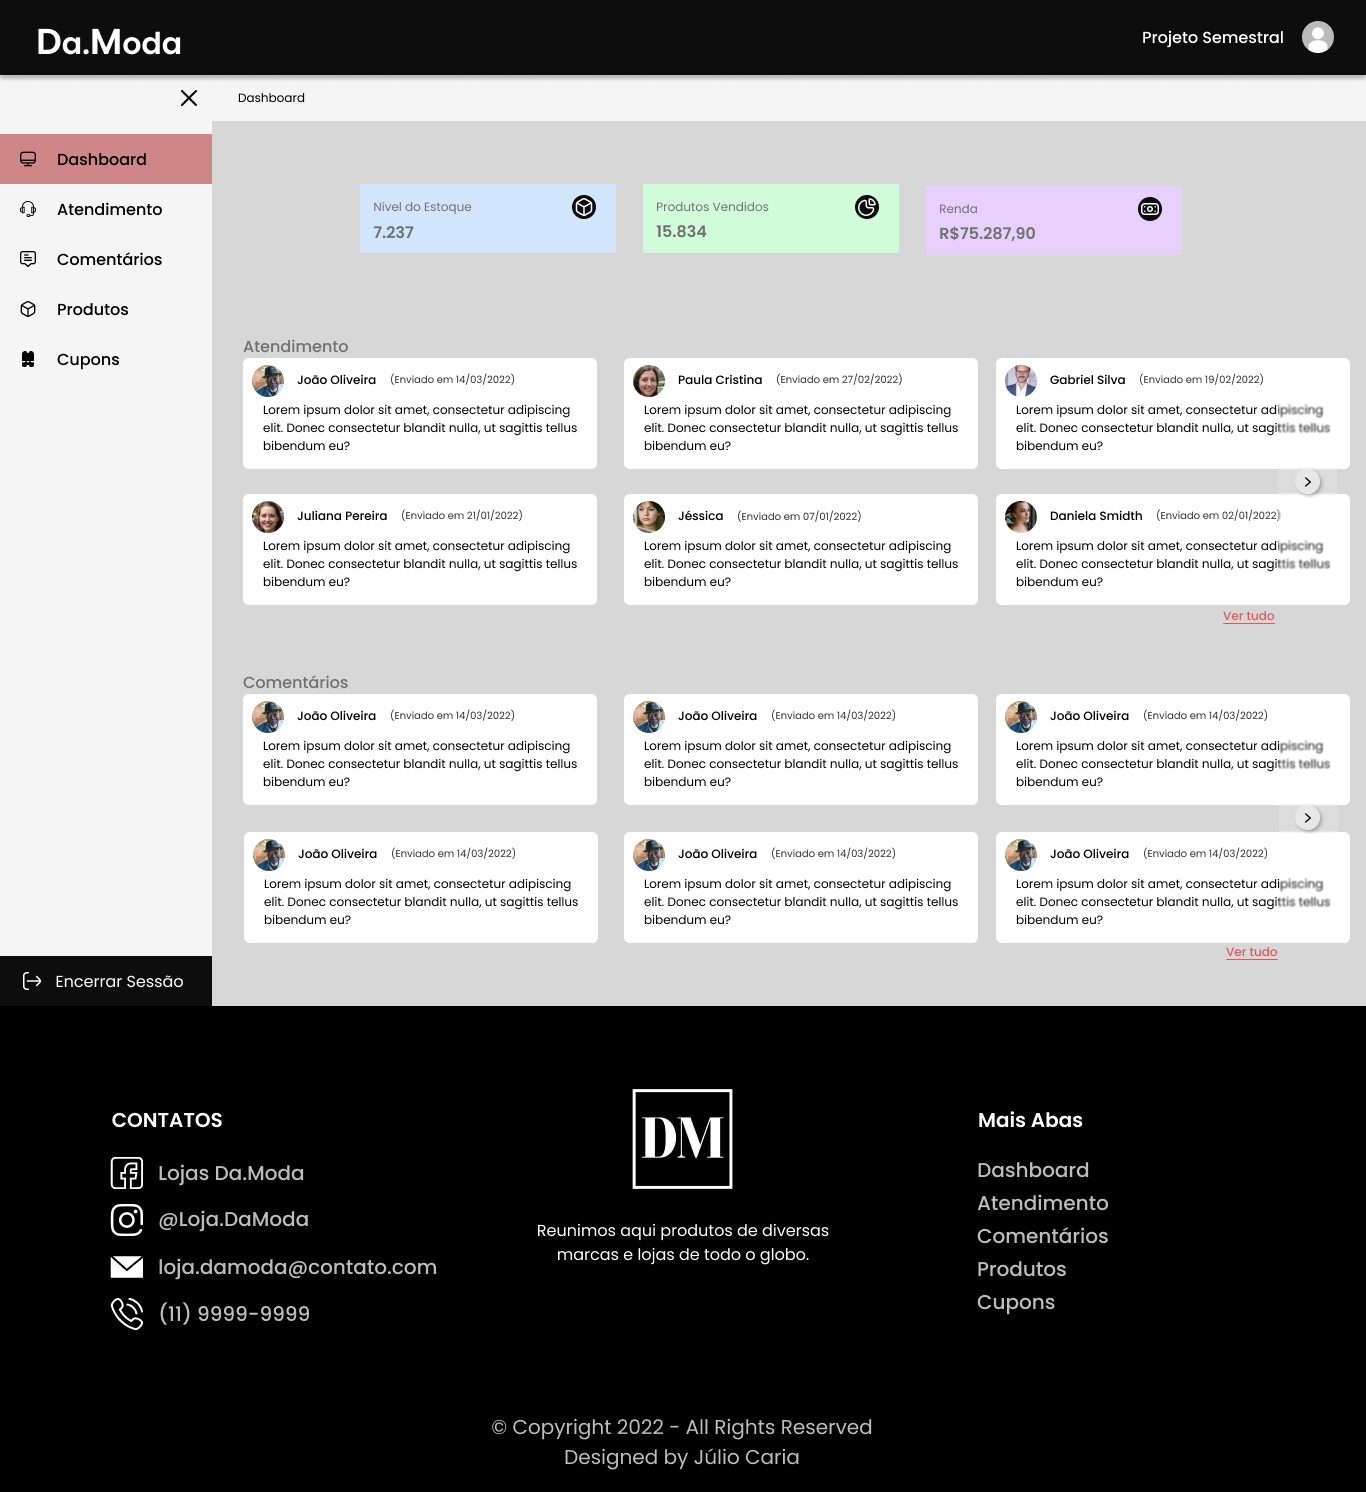 Da.Moda
Projeto Semestral
Dashboard
Dashboard
Atendimento
Comentários
Produtos
Cupons
Encerrar Sessão
Nível do Estoque
7.237
Produtos Vendidos
15.834
Renda
R$75.287,90
Atendimento
João Oliveira (Enviado em 14/03/2022)
Lorem ipsum dolor sit amet, consectetur adipiscing
elit. Donec consectetur blandit nulla, ut sagittis tellus
bibendum eu?
Paula Cristina (Enviado em 27/02/2022)
Lorem ipsum dolor sit amet, consectetur adipiscing
elit. Donec consectetur blandit nulla, ut sagittis tellus
bibendum eu?
Gabriel Silva (Enviado em 19/02/2022)
Lorem ipsum dolor sit amet, consectetur adipiscing
elit. Donec consectetur blandit nulla, ut sagittis tellus
bibendum eu?
Juliana Pereira (Enviado em 21/01/2022)
Lorem ipsum dolor sit amet, consectetur adipiscing
elit. Donec consectetur blandit nulla, ut sagittis tellus
bibendum eu?
Jéssica (Enviado em 07/01/2022)
Lorem ipsum dolor sit amet, consectetur adipiscing
elit. Donec consectetur blandit nulla, ut sagittis tellus
bibendum eu?
Daniela Smidth (Enviado em 02/01/2022)
Lorem ipsum dolor sit amet, consectetur adipiscing
elit. Donec consectetur blandit nulla, ut sagittis tellus
bibendum eu?
Ver tudo
Comentários
João Oliveira (Enviado em 14/03/2022)
Lorem ipsum dolor sit amet, consectetur adipiscing
elit. Donec consectetur blandit nulla, ut sagittis tellus
bibendum eu?
João Oliveira (Enviado em 14/03/2022)
Lorem ipsum dolor sit amet, consectetur adipiscing
elit. Donec consectetur blandit nulla, ut sagittis tellus
bibendum eu?
João Oliveira (Enviado em 14/03/2022)
Lorem ipsum dolor sit amet, consectetur adipiscing
elit. Donec consectetur blandit nulla, ut sagittis tellus
bibendum eu?
João Oliveira (Enviado em 14/03/2022)
Lorem ipsum dolor sit amet, consectetur adipiscing
elit. Donec consectetur blandit nulla, ut sagittis tellus
bibendum eu?
João Oliveira (Enviado em 14/03/2022)
Lorem ipsum dolor sit amet, consectetur adipiscing
elit. Donec consectetur blandit nulla, ut sagittis tellus
bibendum eu?
João Oliveira (Enviado em 14/03/2022)
Lorem ipsum dolor sit amet, consectetur adipiscing
elit. Donec consectetur blandit nulla, ut sagittis tellus
bibendum eu?
Ver tudo
CONTATOS
Lojas Da.Moda
@Loja.DaModa
loja.damoda@contato.com
(11) 9999-9999
DM
Reunimos aqui produtos de diversas
marcas e lojas de todo o globo.
Mais Abas
Dashboard
Atendimento
Comentários
Produtos
Cupons
© Copyright 2022 - All Rights Reserved
Designed by Júlio Caria